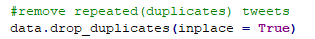 #remove repeated(duplicates) tweets
data.drop_duplicates(inplace = True)